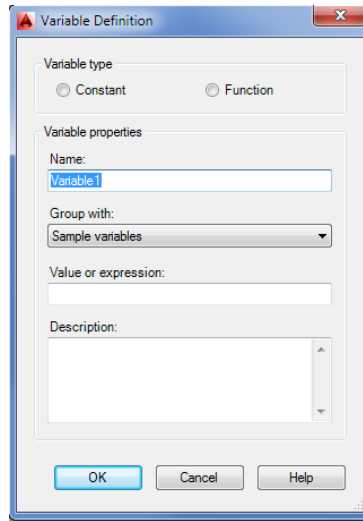 Variable Definition
Variable type
Constant Function
Variable properties
Name:
Variable1
Group with:
Sample variables
Value or expression:
Description:
OK Cancel Help